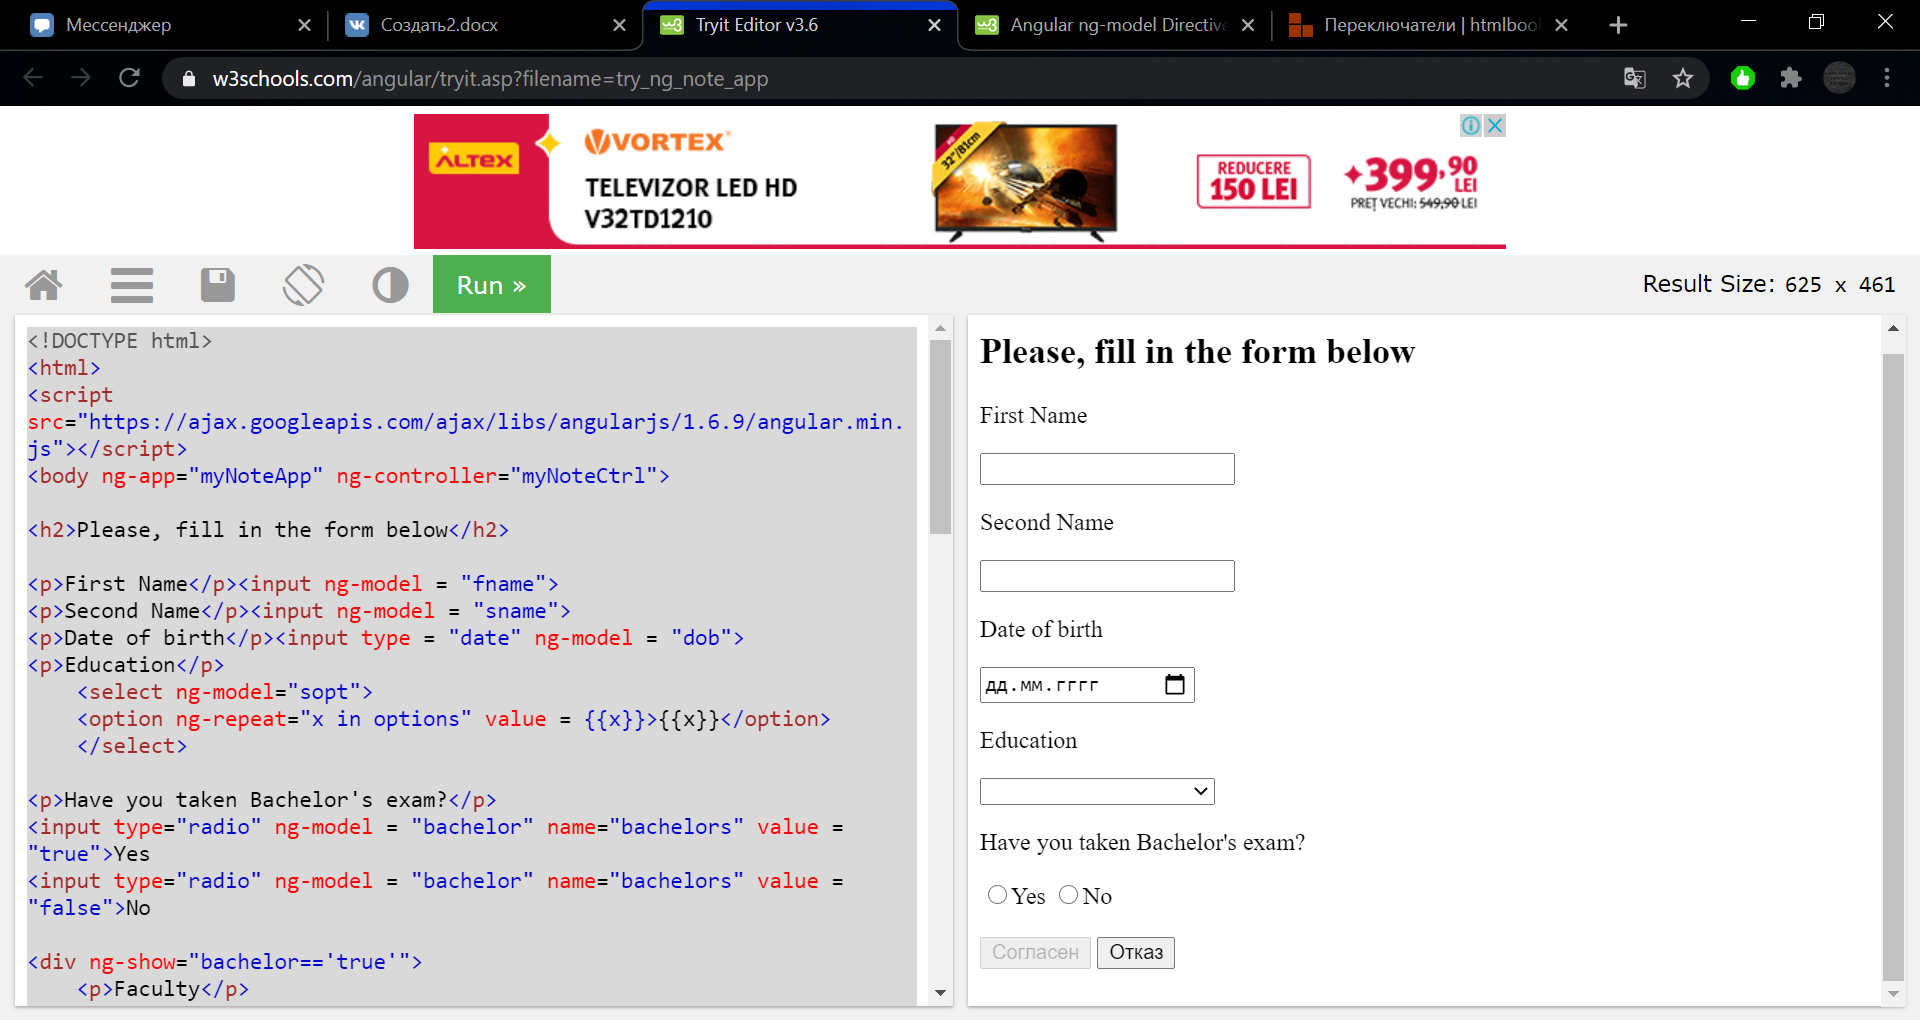 Мессенджер
Создать2.docx
Tryit Editor v3.6
Angular ng-model Directive
Переключатели | htmlbook
w3schools.com/angular/tryit.asp?filename=try_ng_note_app
ALTEX
VORTEX
TELEVIZOR LED HD
V32TD1210
HD
32"/81cm
REDUCERE
150 LEI
399,90 LEI
PREȚ VECHI: 549,90 LEI
Run »
Result Size: 625 x 461
<!DOCTYPE html>
<html>
<script
src="https://ajax.googleapis.com/ajax/libs/angularjs/1.6.9/angular.min.
js"></script>
<body ng-app="myNoteApp" ng-controller="myNoteCtrl">
<h2>Please, fill in the form below</h2>
<p>First Name</p><input ng-model = "fname">
<p>Second Name</p><input ng-model = "sname">
<p>Date of birth</p><input type = "date" ng-model = "dob">
<p>Education</p>
<select ng-model="sopt">
<option ng-repeat="x in options" value = {{x}}>{{x}}</option>
</select>
<p>Have you taken Bachelor's exam?</p>
<input type="radio" ng-model = "bachelor" name="bachelors" value =
"true">Yes
<input type="radio" ng-model = "bachelor" name="bachelors" value =
"false">No
<div ng-show="bachelor=='true'">
<p>Faculty</p>
Please, fill in the form below
First Name
Second Name
Date of birth
дд.мм.гггг
Education
Have you taken Bachelor's exam?
Yes No
Согласен Отказ